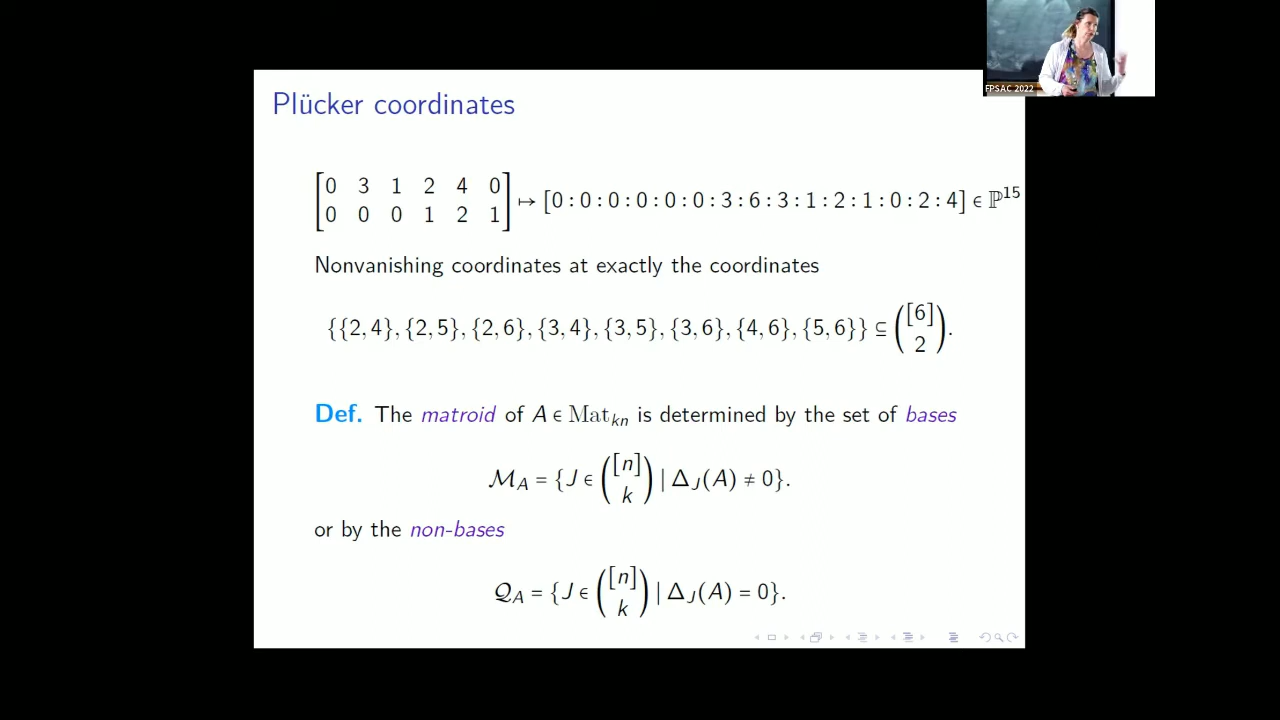 FPSAC 2022
Plücker coordinates
[0 3 1 2 4 0
0 0 0 1 2 1] ↦ [0 : 0 : 0 : 0 : 0 : 0 : 3 : 6 : 3 : 1 : 2 : 1 : 0 : 2 : 4] ∈ ℙ¹⁵
Nonvanishing coordinates at exactly the coordinates
{{2, 4}, {2, 5}, {2, 6}, {3, 4}, {3, 5}, {3, 6}, {4, 6}, {5, 6}} ⊆ ([6] 2).
Def. The matroid of A ∈ Mat_kn is determined by the set of bases
ℳ_A = {J ∈ ([n] k) | Δ_J(A) ≠ 0}.
or by the non-bases
𝒬_A = {J ∈ ([n] k) | Δ_J(A) = 0}.